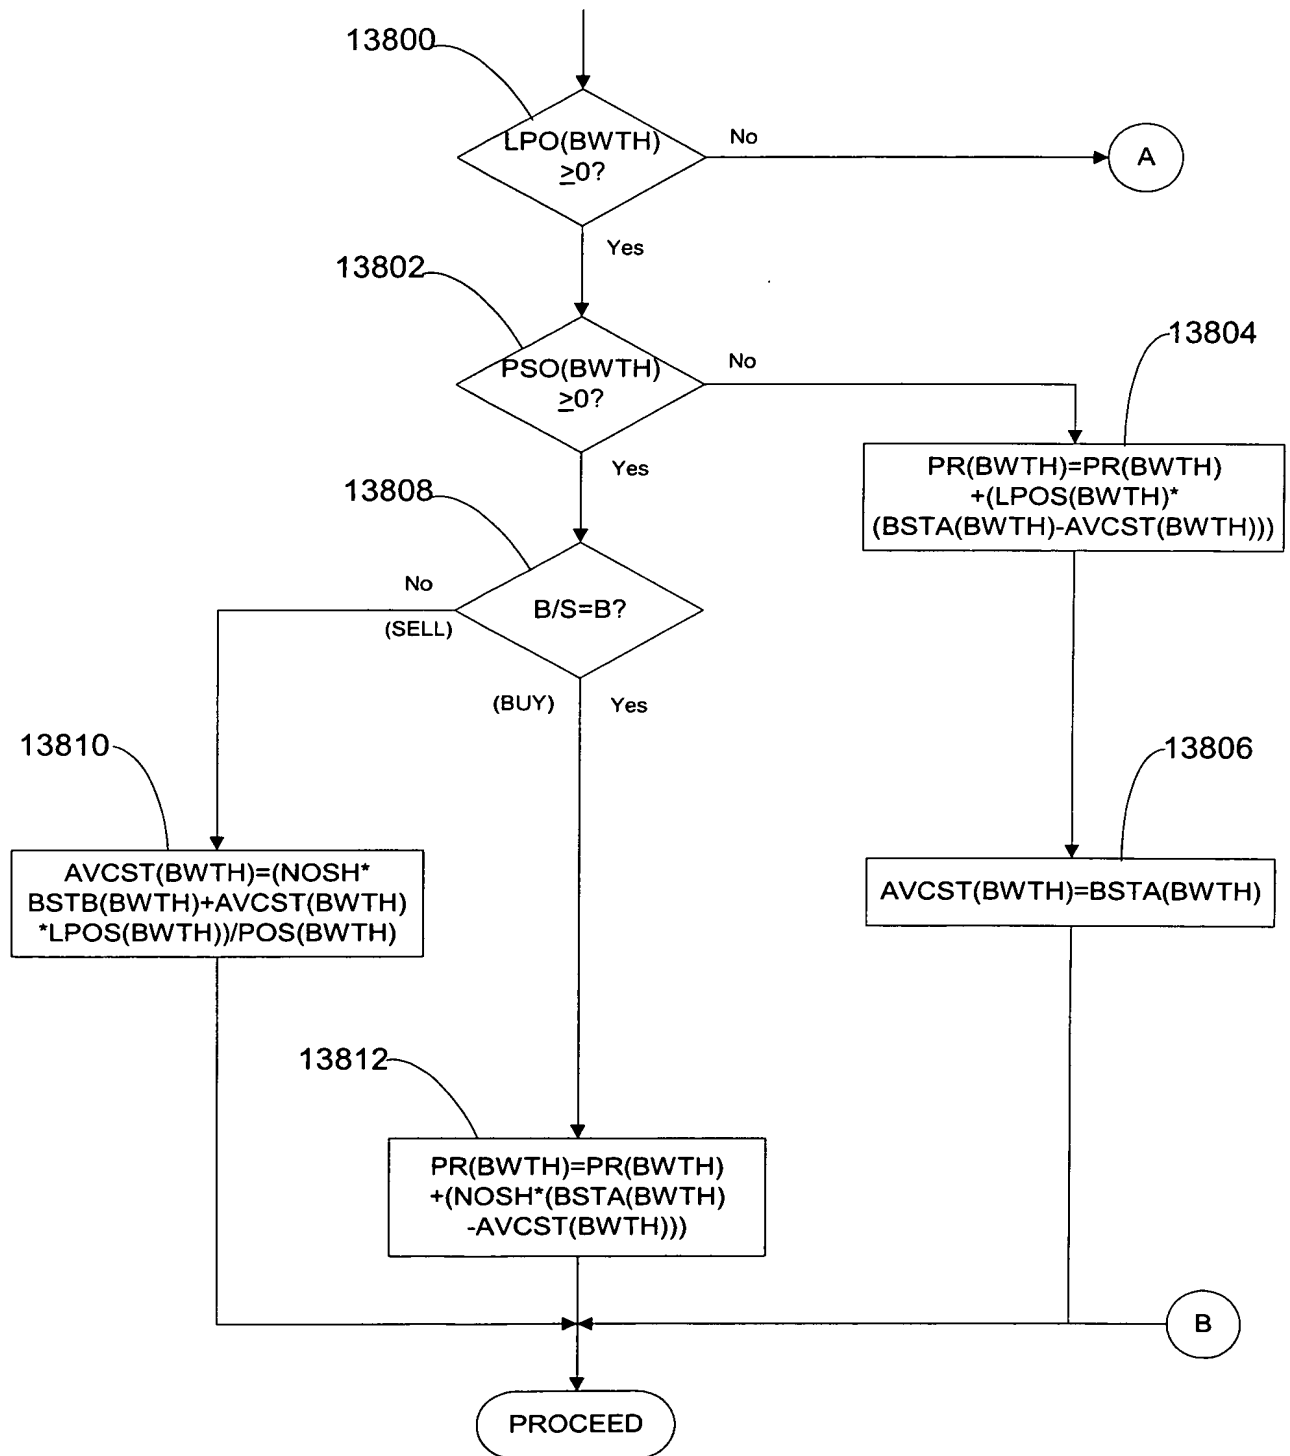 13800
LPO(BWTH)
≥0?
No
A
Yes
13802
PSO(BWTH)
≥0?
No
13804
PR(BWTH)=PR(BWTH)
+(LPOS(BWTH)*
(BSTA(BWTH)-AVCST(BWTH)))
Yes
13808
B/S=B?
No
(SELL)
(BUY)
Yes
13810
AVCST(BWTH)=(NOSH*
BSTB(BWTH)+AVCST(BWTH)
*LPOS(BWTH))/POS(BWTH)
13806
AVCST(BWTH)=BSTA(BWTH)
13812
PR(BWTH)=PR(BWTH)
+(NOSH*(BSTA(BWTH)
-AVCST(BWTH)))
B
PROCEED